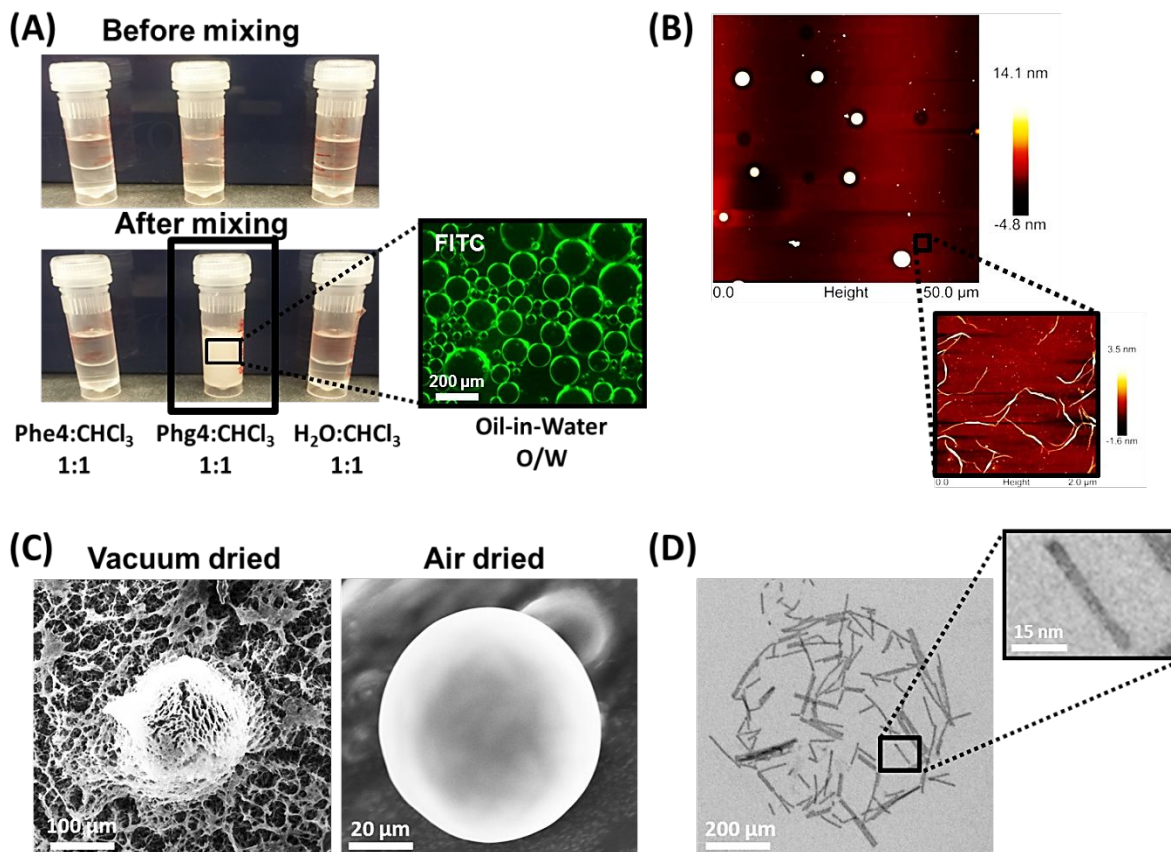 (A)
Before mixing
After mixing
Phe4:CHCl₃
1:1
Phg4:CHCl₃
1:1
H₂O:CHCl₃
1:1
FITC
200 µm
Oil-in-Water
O/W
(B)
14.1 nm
-4.8 nm
0.0 Height 50.0 µm
3.5 nm
-1.6 nm
0.0 Height 2.0 µm
(C)
Vacuum dried
100 µm
Air dried
20 µm
(D)
15 nm
200 µm